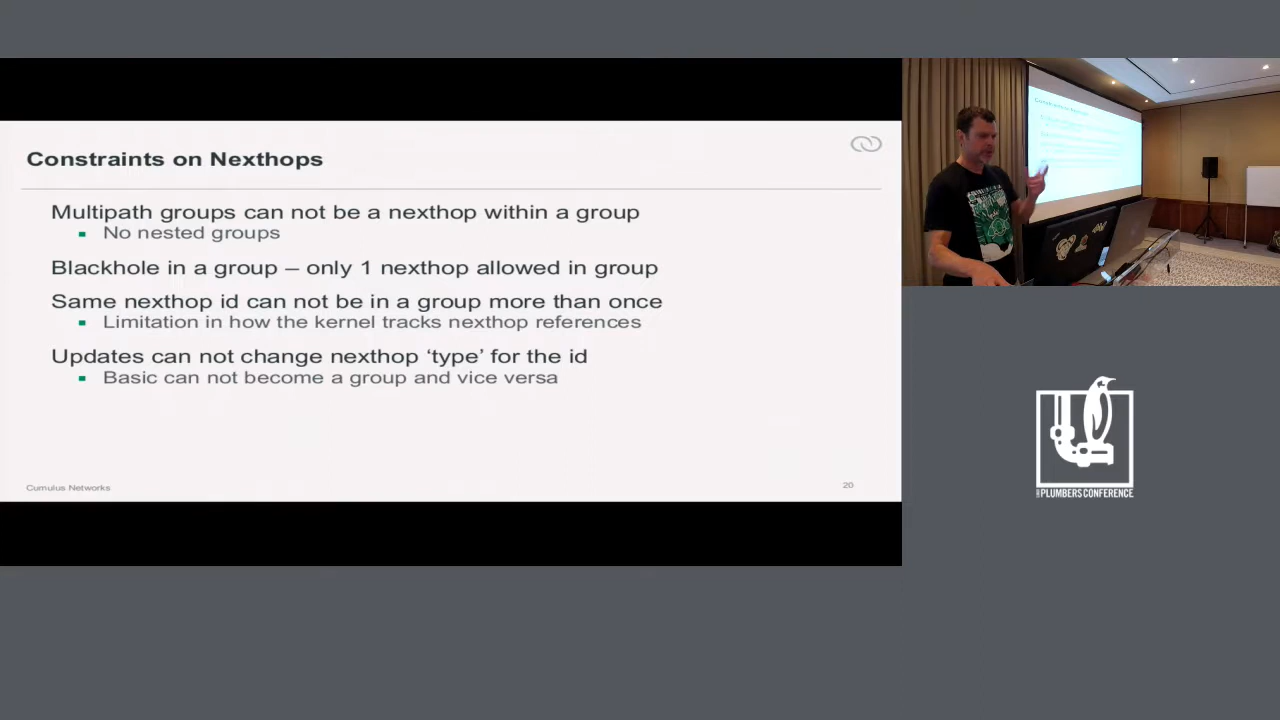 Constraints on Nexthops
Multipath groups can not be a nexthop within a group
No nested groups
Blackhole in a group – only 1 nexthop allowed in group
Same nexthop id can not be in a group more than once
Limitation in how the kernel tracks nexthop references
Updates can not change nexthop ‘type’ for the id
Basic can not become a group and vice versa
Cumulus Networks
20
PLUMBERS CONFERENCE